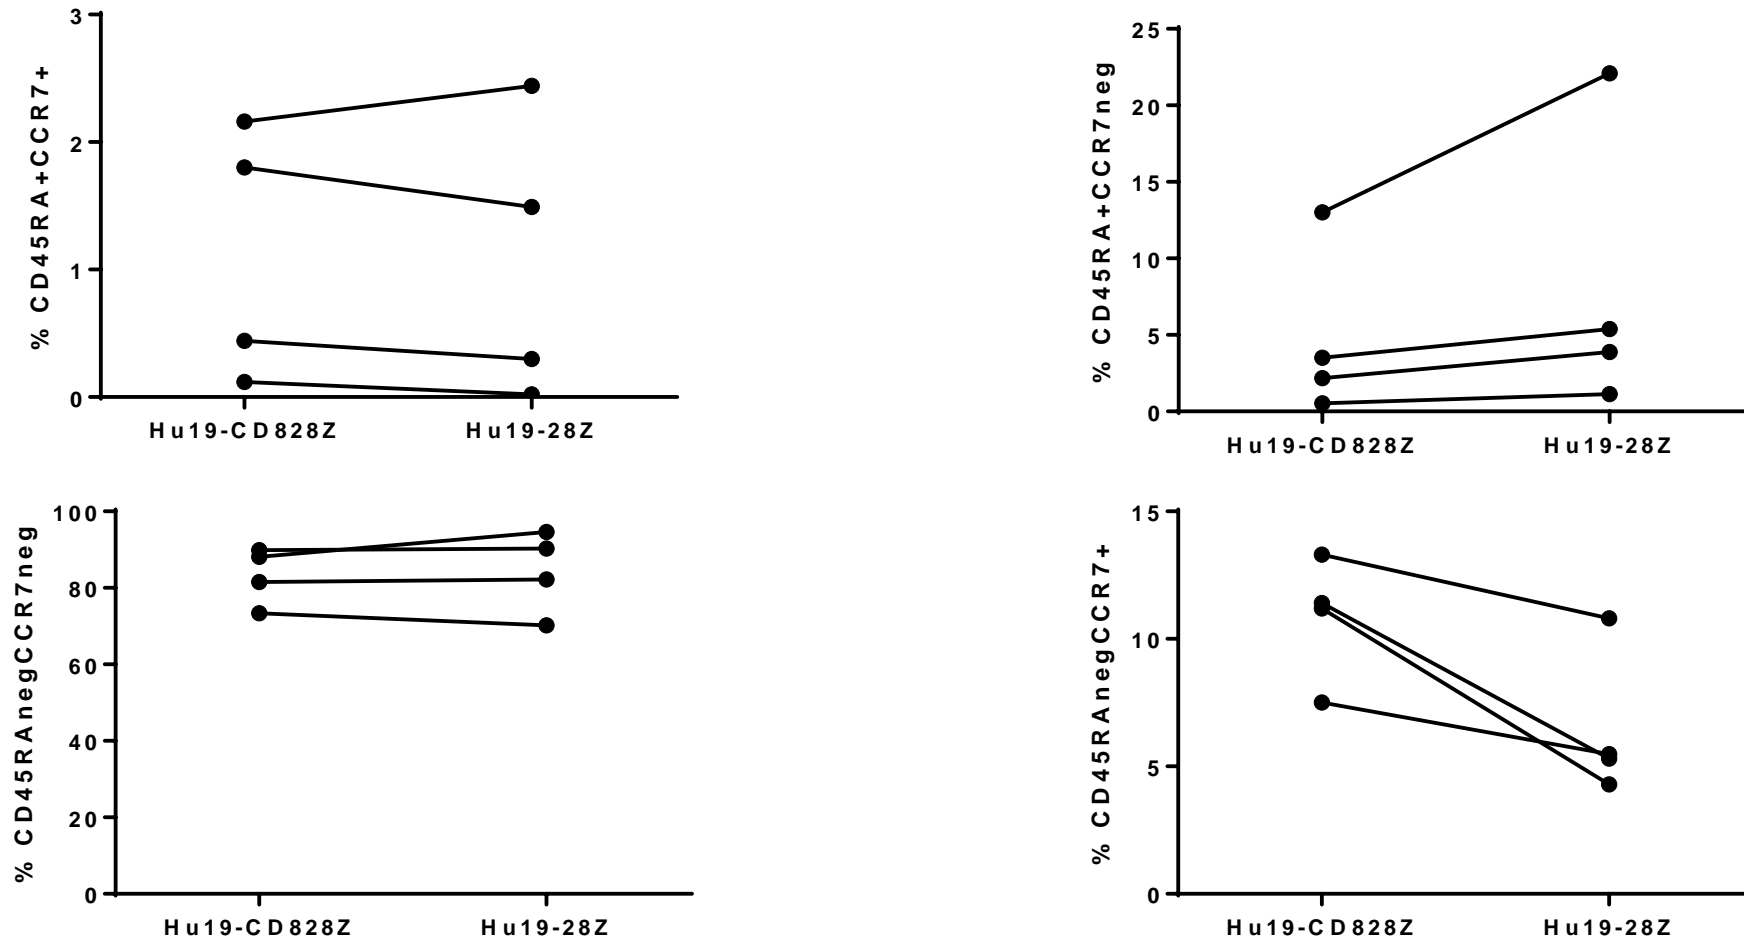 % CD45RA+CCR7+
3
2
1
0
Hu19-CD828Z Hu19-28Z
% CD45RA+CCR7neg
25
20
15
10
5
0
Hu19-CD828Z Hu19-28Z
% CD45RAnegCCR7neg
100
80
60
40
20
0
Hu19-CD828Z Hu19-28Z
% CD45RAnegCCR7+
15
10
5
0
Hu19-CD828Z Hu19-28Z